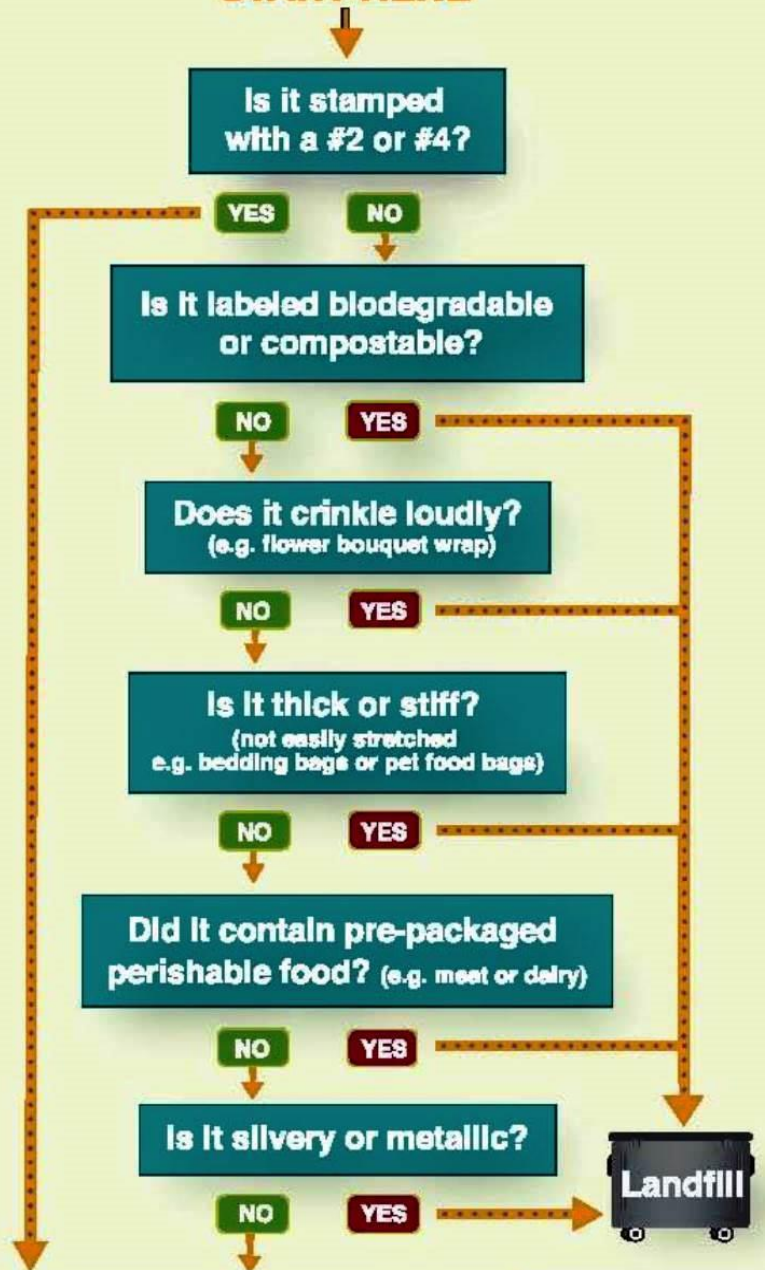 Is it stamped
with a #2 or #4?
YES NO
Is it labeled biodegradable
or compostable?
NO YES
Does it crinkle loudly?
(e.g. flower bouquet wrap)
NO YES
Is it thick or stiff?
(not easily stretched
e.g. bedding bags or pet food bags)
NO YES
Did it contain pre-packaged
perishable food? (e.g. meat or dairy)
NO YES
Is it silvery or metallic?
Landfill
NO YES